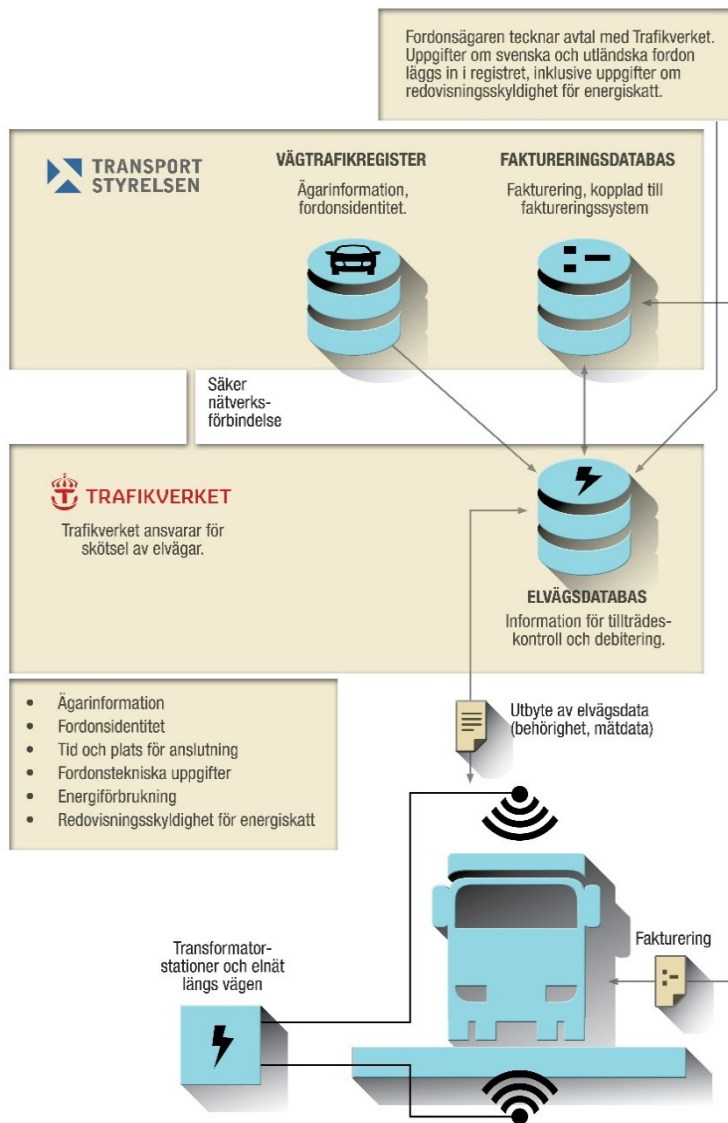 Fordonsägaren tecknar avtal med Trafikverket.
Uppgifter om svenska och utländska fordon
läggs in i registret, inklusive uppgifter om
redovisningsskyldighet för energiskatt.
TRANSPORT
STYRELSEN
VÄGTRAFIKREGISTER
Ägarinformation,
fordonsidentitet.
FAKTURERINGSDATABAS
Fakturering, kopplad till
faktureringssystem
Säker
nätverks-
förbindelse
TRAFIKVERKET
Trafikverket ansvarar för
skötsel av elvägar.
ELVÄGSDATABAS
Information för tillträdes-
kontroll och debitering.
• Ägarinformation
• Fordonsidentitet
• Tid och plats för anslutning
• Fordonstekniska uppgifter
• Energiförbrukning
• Redovisningsskyldighet för energiskatt
Utbyte av elvägsdata
(behörighet, mätdata)
Transformator-
stationer och elnät
längs vägen
Fakturering